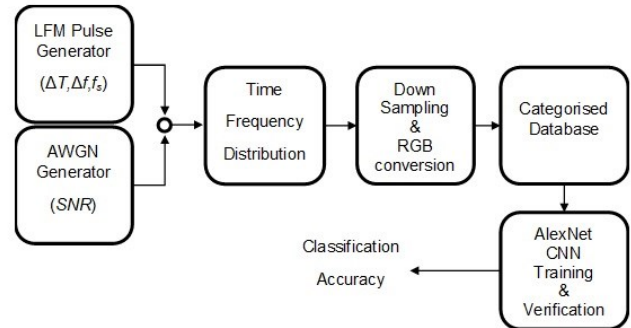 LFM Pulse
Generator
(ΔT,Δf,fs)
AWGN
Generator
(SNR)
Time
Frequency
Distribution
Down
Sampling
&
RGB
conversion
Categorised
Database
AlexNet
CNN
Training
&
Verification
Classification
Accuracy